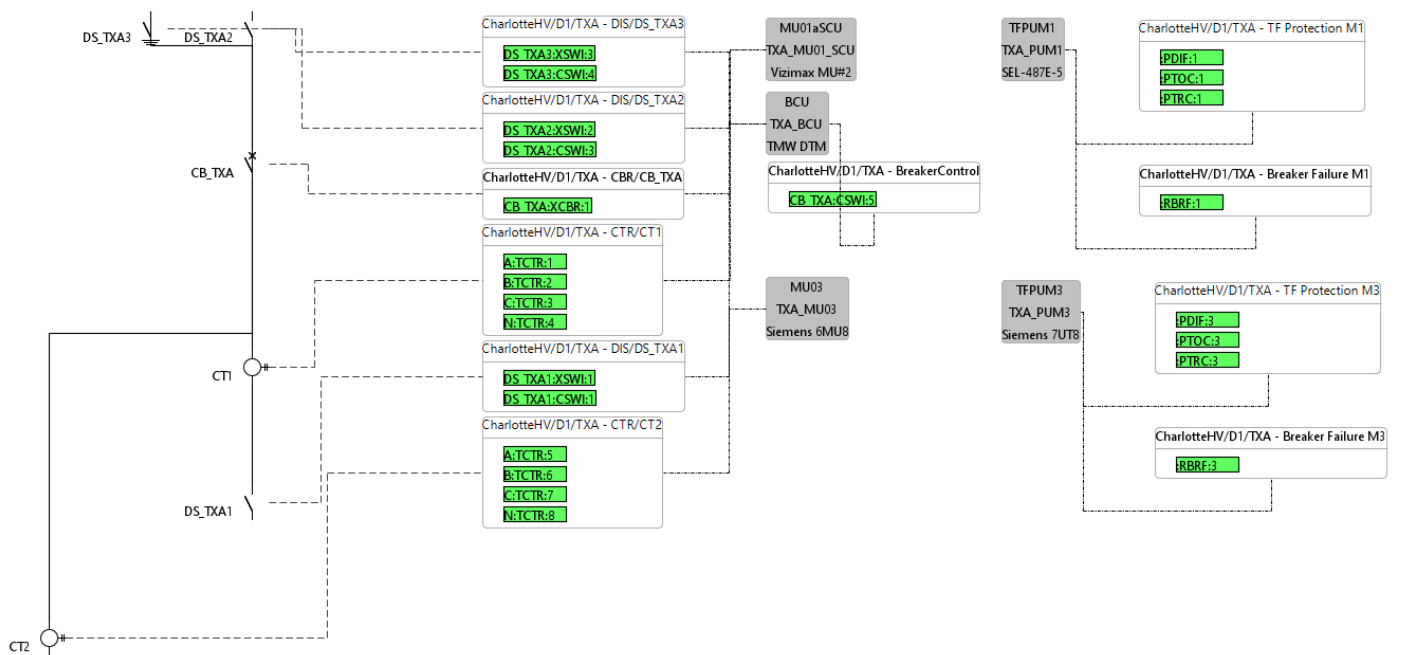 DS_TXA3
DS_TXA2
CB_TXA
CT1
DS_TXA1
CT2
CharlotteHV/D1/TXA - DIS/DS_TXA3
DS_TXA3:XSWI:3
DS_TXA3:CSWI:4
CharlotteHV/D1/TXA - DIS/DS_TXA2
DS_TXA2:XSWI:2
DS_TXA2:CSWI:3
CharlotteHV/D1/TXA - CBR/CB_TXA
CB_TXA:XCBR:1
CharlotteHV/D1/TXA - CTR/CT1
A:TCTR:1
B:TCTR:2
C:TCTR:3
N:TCTR:4
CharlotteHV/D1/TXA - DIS/DS_TXA1
DS_TXA1:XSWI:1
DS_TXA1:CSWI:1
CharlotteHV/D1/TXA - CTR/CT2
A:TCTR:5
B:TCTR:6
C:TCTR:7
N:TCTR:8
MU01aSCU
TXA_MU01_SCU
Vizimax MU#2
BCU
TXA_BCU
TMW DTM
CharlotteHV/D1/TXA - BreakerControl
CB_TXA:CSWI:5
MU03
TXA_MU03
Siemens 6MU8
TFPUM1
TXA_PUM1
SEL-487E-5
CharlotteHV/D1/TXA - TF Protection M1
:PDIF:1
:PTOC:1
:PTRC:1
CharlotteHV/D1/TXA - Breaker Failure M1
:RBRF:1
TFPUM3
TXA_PUM3
Siemens 7UT8
CharlotteHV/D1/TXA - TF Protection M3
:PDIF:3
:PTOC:3
:PTRC:3
CharlotteHV/D1/TXA - Breaker Failure M3
:RBRF:3